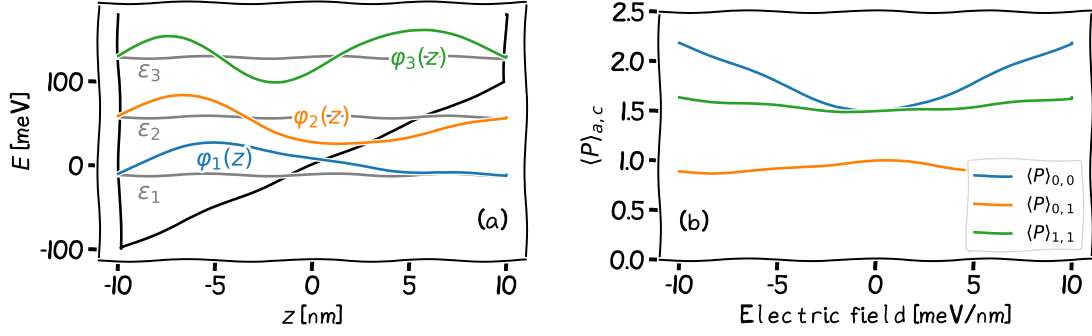 E [meV]
100
0
-100
ε3
ε2
ε1
φ3(z)
φ2(z)
φ1(z)
(a)
-10 -5 0 5 10
z [nm]
⟨P⟩a, c
2.5
2.0
1.5
1.0
0.5
0.0
(b)
⟨P⟩0, 0
⟨P⟩0, 1
⟨P⟩1, 1
-10 -5 0 5 10
Electric field [meV/nm]